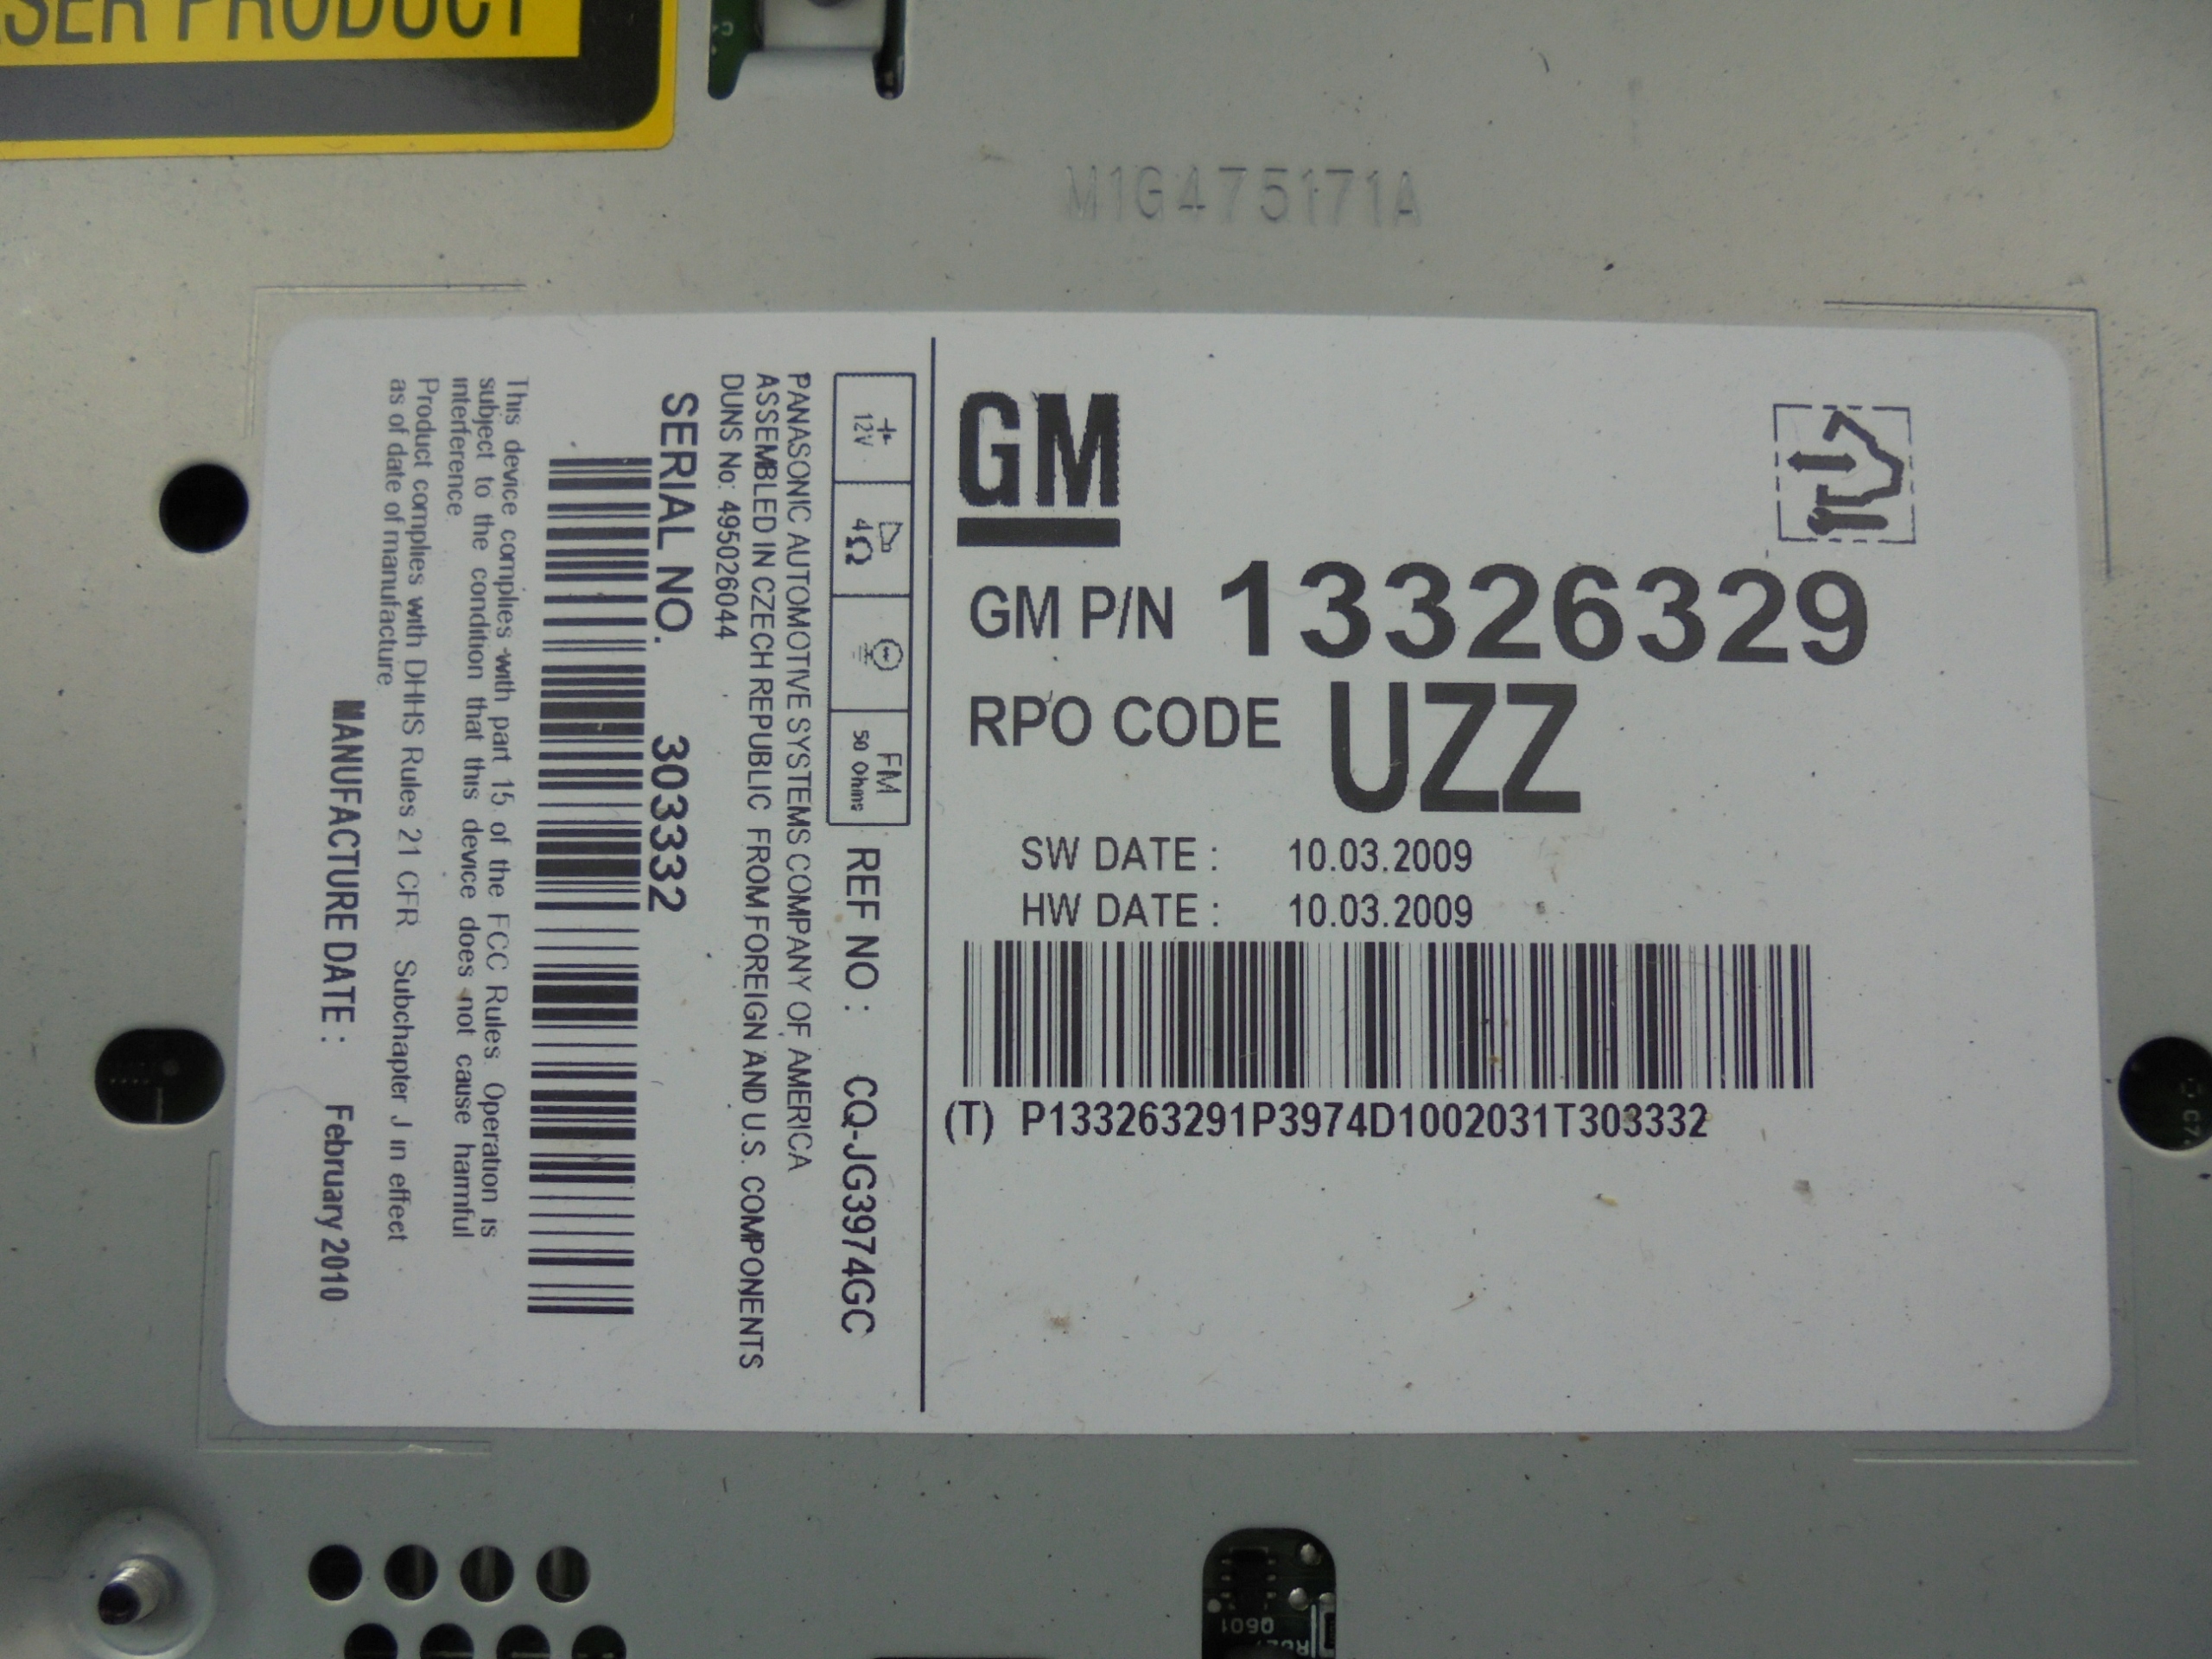 LASER PRODUCT
M1G475171A
GM
GM P/N 13326329
RPO CODE UZZ
SW DATE : 10.03.2009
HW DATE : 10.03.2009
(T) P133263291P3974D1002031T303332
12V
4Ω
FM
50 Ohms
REF NO : CQ-JG3974GC
PANASONIC AUTOMOTIVE SYSTEMS COMPANY OF AMERICA
ASSEMBLED IN CZECH REPUBLIC FROM FOREIGN AND U.S. COMPONENTS
DUNS No: 495026044
SERIAL NO. 303332
This device complies with part 15 of the FCC Rules. Operation is
subject to the condition that this device does not cause harmful
interference.
Product complies with DHHS Rules 21 CFR Subchapter J in effect
as of date of manufacture.
MANUFACTURE DATE : February 2010
Q601